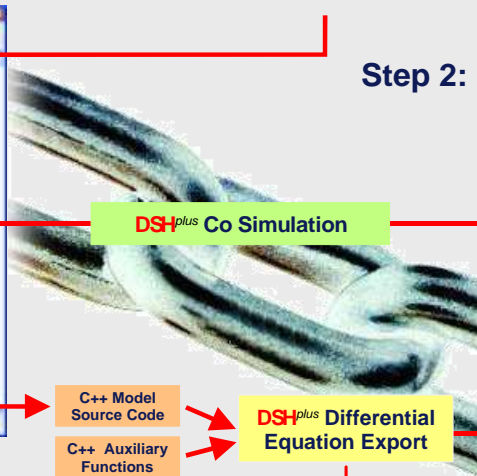 Step 2:
DSHplus Co Simulation
C++ Model
Source Code
DSHplus Differential
Equation Export
C++ Auxiliary
Functions